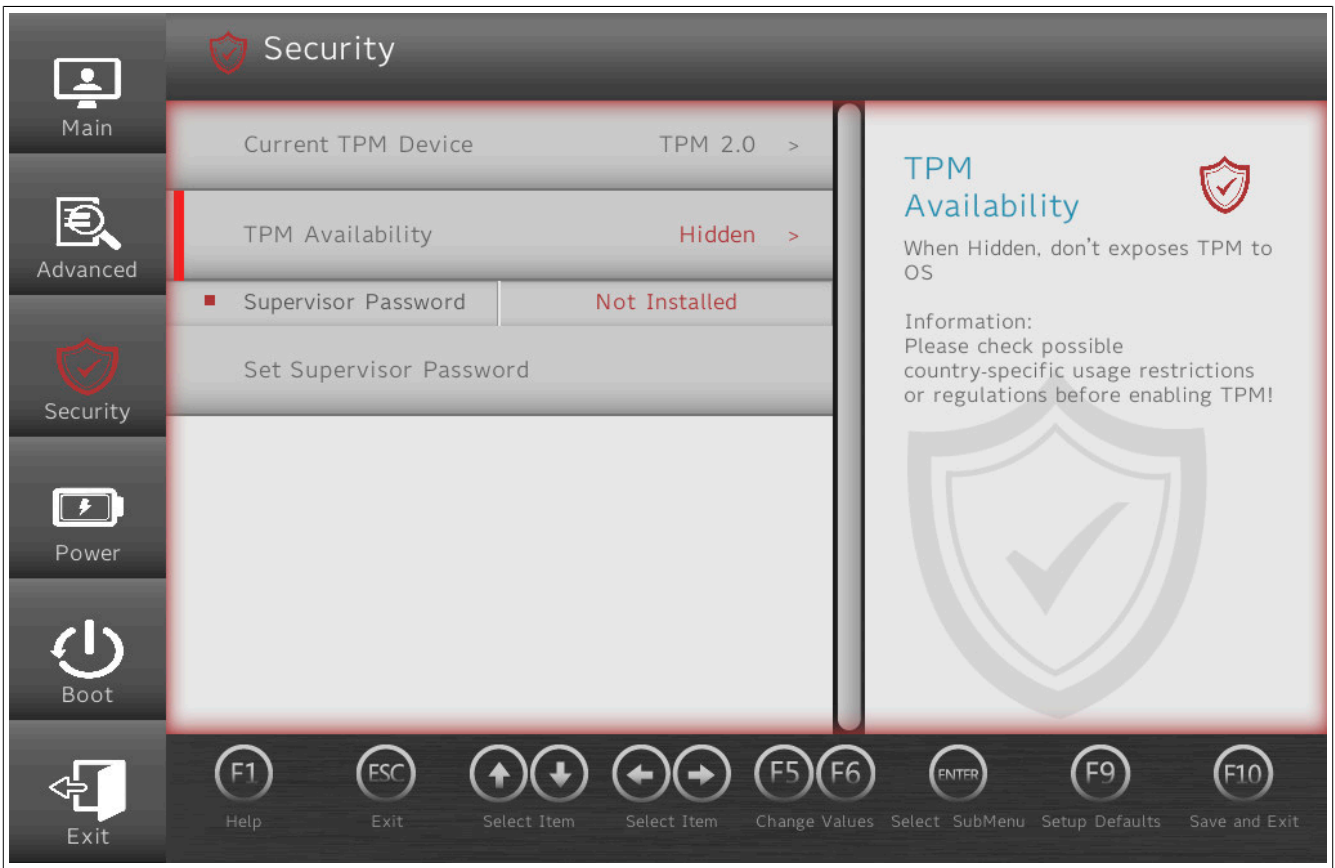 Security
Main
Advanced
Security
Power
Boot
Exit
Current TPM Device TPM 2.0 >
TPM Availability Hidden >
Supervisor Password Not Installed
Set Supervisor Password
TPM
Availability
When Hidden, don't exposes TPM to
OS
Information:
Please check possible
country-specific usage restrictions
or regulations before enabling TPM!
F1 ESC F5 F6 ENTER F9 F10
Help Exit Select Item Select Item Change Values Select SubMenu Setup Defaults Save and Exit